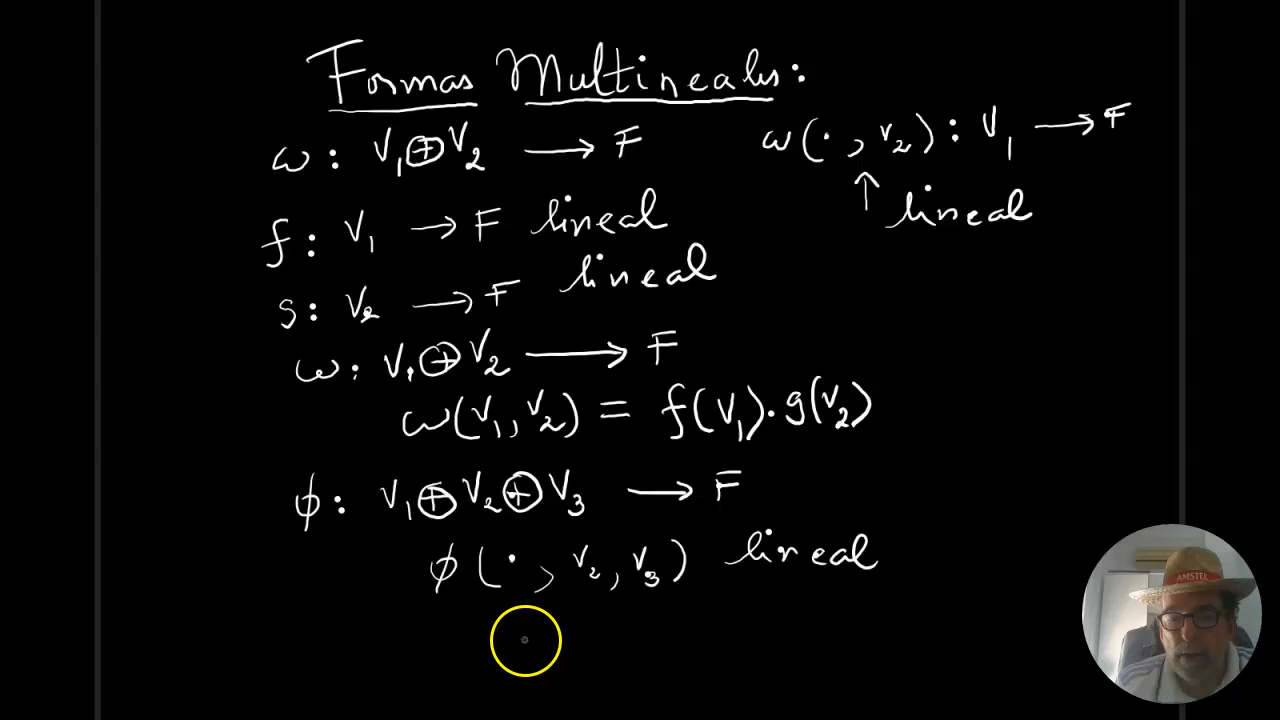 Formas Multineales:
ω: V₁⊕V₂ → F
ω(·, v₂): V₁ → F
↑ lineal
f: V₁ → F lineal
s: V₂ → F lineal
ω: V₁⊕V₂ → F
ω(v₁, v₂) = f(v₁)·g(v₂)
ϕ: V₁⊕V₂⊕V₃ → F
ϕ(·, v₂, v₃) lineal
AMSTEL